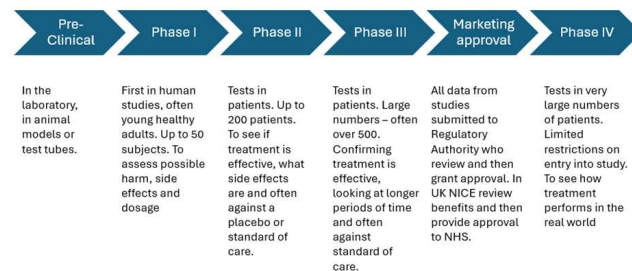 Pre-
Clinical
Phase I
Phase II
Phase III
Marketing
approval
Phase IV
In the
laboratory,
in animal
models or
test tubes.
First in human
studies, often
young healthy
adults. Up to 50
subjects. To
assess possible
harm, side
effects and
dosage
Tests in
patients. Up to
200 patients.
To see if
treatment is
effective, what
side effects
are and often
against a
placebo or
standard of
care.
Tests in
patients. Large
numbers – often
over 500.
Confirming
treatment is
effective,
looking at longer
periods of time
and often
against
standard of
care.
All data from
studies
submitted to
Regulatory
Authority who
review and then
grant approval. In
UK NICE review
benefits and then
provide approval
to NHS.
Tests in very
large numbers
of patients.
Limited
restrictions on
entry into study.
To see how
treatment
performs in the
real world